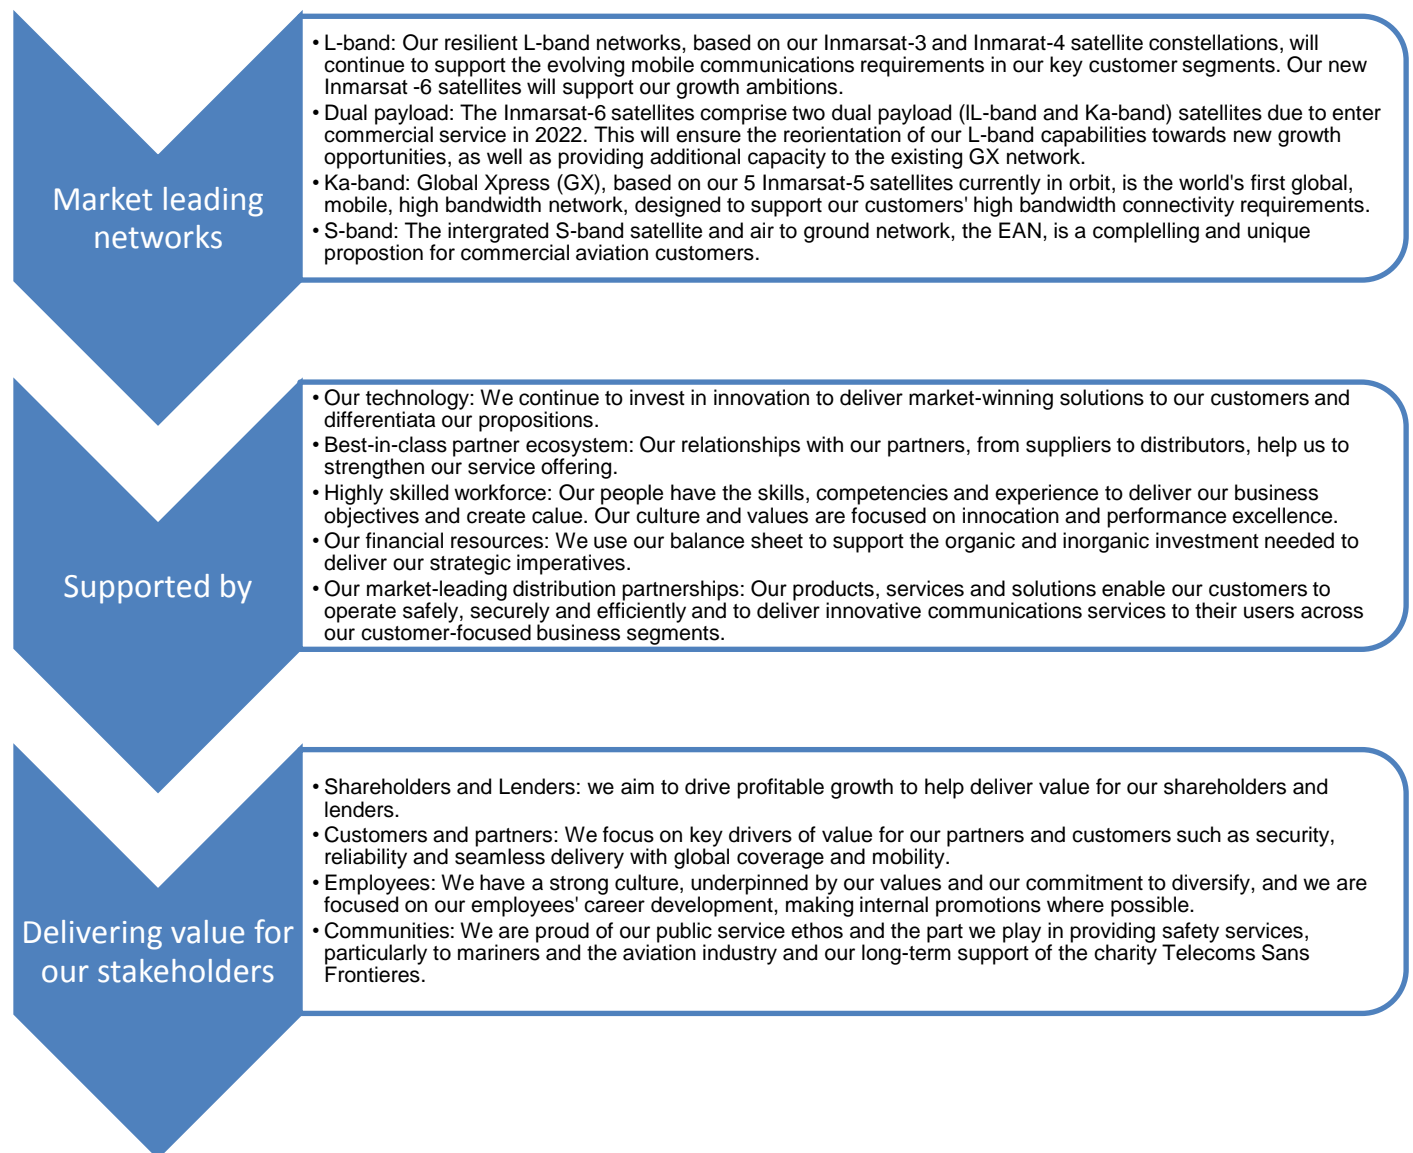 Market leading
networks
• L-band: Our resilient L-band networks, based on our Inmarsat-3 and Inmarat-4 satellite constellations, will
continue to support the evolving mobile communications requirements in our key customer segments. Our new
Inmarsat -6 satellites will support our growth ambitions.
• Dual payload: The Inmarsat-6 satellites comprise two dual payload (lL-band and Ka-band) satellites due to enter
commercial service in 2022. This will ensure the reorientation of our L-band capabilities towards new growth
opportunities, as well as providing additional capacity to the existing GX network.
• Ka-band: Global Xpress (GX), based on our 5 Inmarsat-5 satellites currently in orbit, is the world's first global,
mobile, high bandwidth network, designed to support our customers' high bandwidth connectivity requirements.
• S-band: The intergrated S-band satellite and air to ground network, the EAN, is a complelling and unique
propostion for commercial aviation customers.
Supported by
• Our technology: We continue to invest in innovation to deliver market-winning solutions to our customers and
differentiata our propositions.
• Best-in-class partner ecosystem: Our relationships with our partners, from suppliers to distributors, help us to
strengthen our service offering.
• Highly skilled workforce: Our people have the skills, competencies and experience to deliver our business
objectives and create calue. Our culture and values are focused on innocation and performance excellence.
• Our financial resources: We use our balance sheet to support the organic and inorganic investment needed to
deliver our strategic imperatives.
• Our market-leading distribution partnerships: Our products, services and solutions enable our customers to
operate safely, securely and efficiently and to deliver innovative communications services to their users across
our customer-focused business segments.
Delivering value for
our stakeholders
• Shareholders and Lenders: we aim to drive profitable growth to help deliver value for our shareholders and
lenders.
• Customers and partners: We focus on key drivers of value for our partners and customers such as security,
reliability and seamless delivery with global coverage and mobility.
• Employees: We have a strong culture, underpinned by our values and our commitment to diversify, and we are
focused on our employees' career development, making internal promotions where possible.
• Communities: We are proud of our public service ethos and the part we play in providing safety services,
particularly to mariners and the aviation industry and our long-term support of the charity Telecoms Sans
Frontieres.